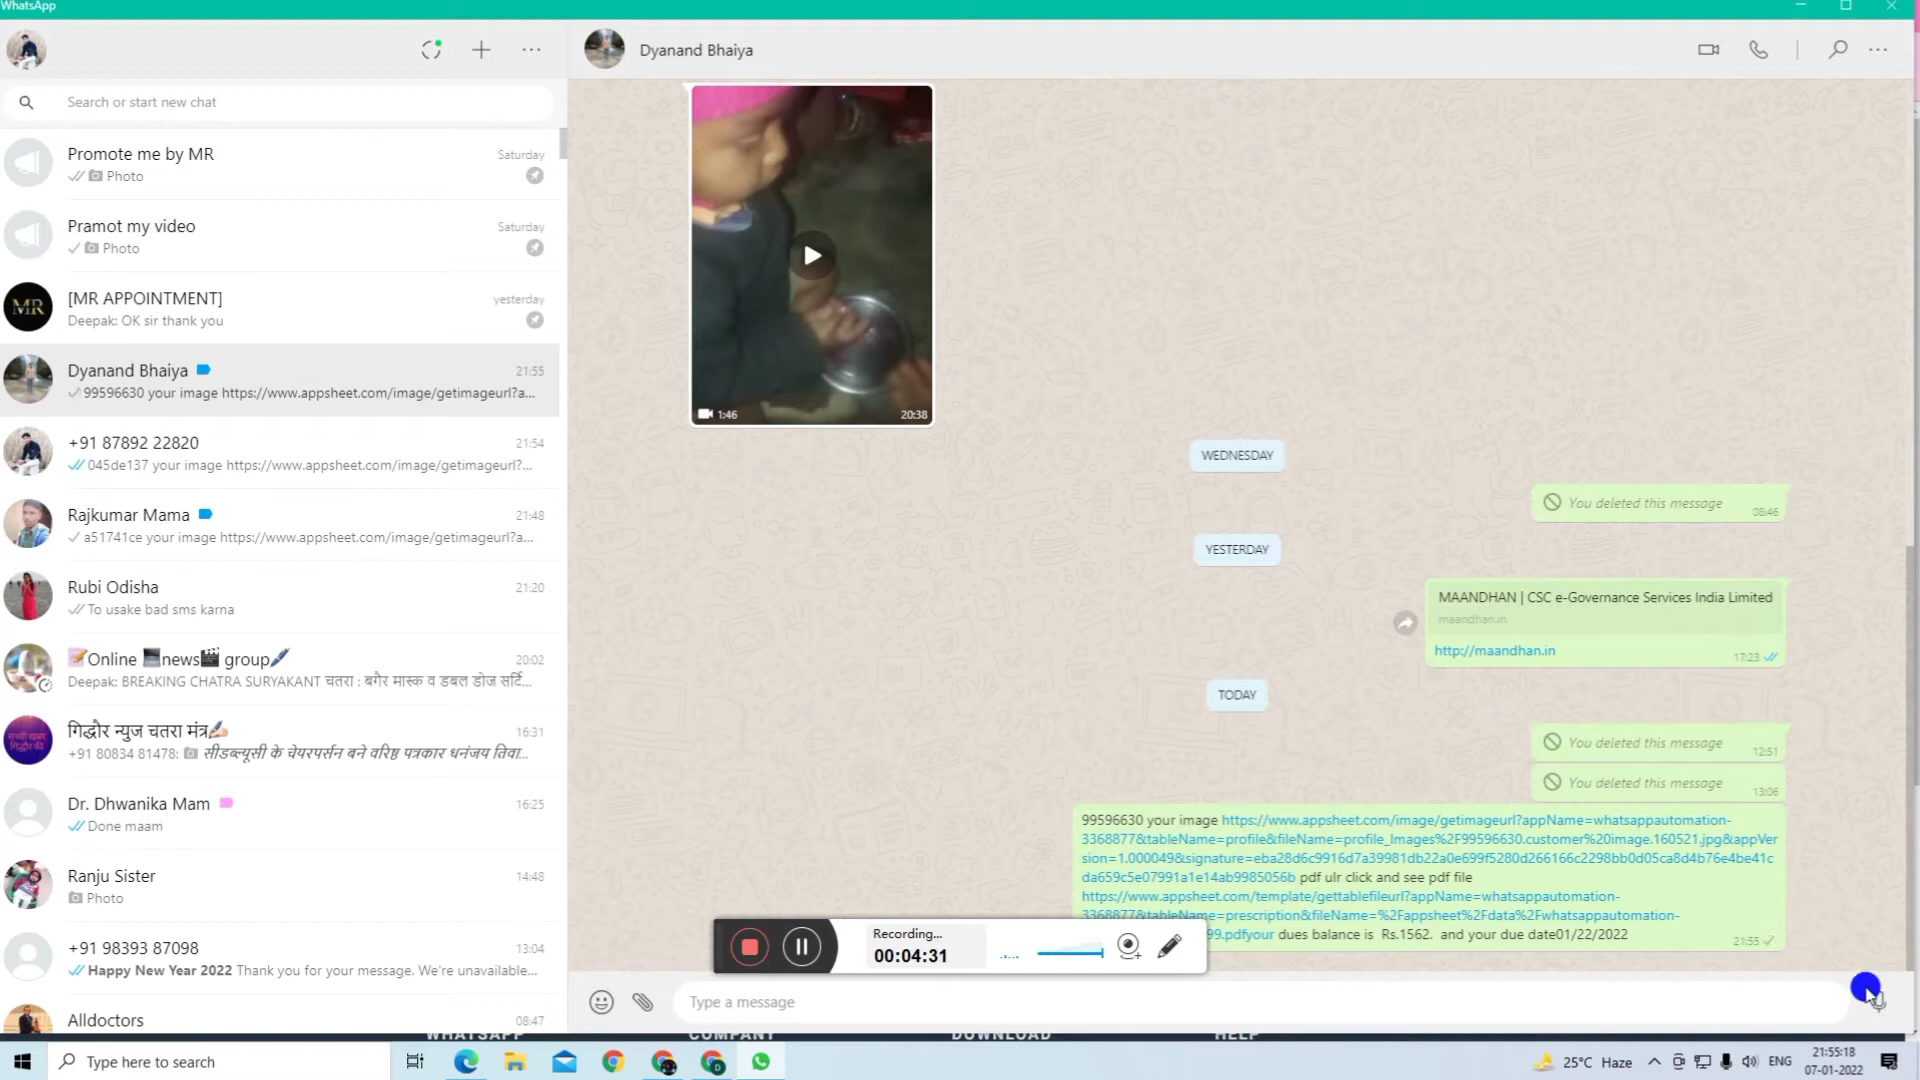 WhatsApp
Dyanand Bhaiya
Search or start new chat
Promote me by MR
Saturday
Photo
Pramot my video
Saturday
Photo
[MR APPOINTMENT]
yesterday
MR
Deepak: OK sir thank you
Dyanand Bhaiya
21:55
99596630 your image https://www.appsheet.com/image/getimageurl?a...
+91 87892 22820
21:54
045de137 your image https://www.appsheet.com/image/getimageurl?...
Rajkumar Mama
21:48
a51741ce your image https://www.appsheet.com/image/getimageurl?a...
Rubi Odisha
21:20
To usake bad sms karna
📝Online 💻news🎬 group🖊
20:02
Deepak: BREAKING CHATRA SURYAKANT चतरा : बगैर मास्क व डबल डोज सर्टि...
गिद्धौर न्युज चतरा मंत्र✍🏻
16:31
+91 80834 81478: सीडब्ल्यूसी के चेयरपर्सन बने वरिष्ठ पत्रकार धनंजय तिवा...
Dr. Dhwanika Mam
16:25
Done maam
Ranju Sister
14:48
Photo
+91 98393 87098
13:04
Happy New Year 2022 Thank you for your message. We're unavailable...
Alldoctors
08:47
1:46
20:38
WEDNESDAY
You deleted this message
08:46
YESTERDAY
MAANDHAN | CSC e-Governance Services India Limited
maandhan.in
http://maandhan.in
17:23
TODAY
You deleted this message
12:51
You deleted this message
13:06
99596630 your image https://www.appsheet.com/image/getimageurl?appName=whatsappautomation-
3368877&tableName=profile&fileName=profile_Images%2F99596630.customer%20image.160521.jpg&appVer
sion=1.000049&signature=eba28d6c9916d7a39981db22a0e699f5280d266166c2298bb0d05ca8d4b76e4be41c
da659c5e07991a1e14ab9985056b pdf ulr click and see pdf file
https://www.appsheet.com/template/gettablefileurl?appName=whatsappautomation-
3368877&tableName=prescription&fileName=%2Fappsheet%2Fdata%2Fwhatsappautomation-
99.pdfyour dues balance is Rs.1562. and your due date01/22/2022
21:55
Recording...
00:04:31
Type a message
WHATSAPP
COMPANY
DOWNLOAD
HELP
Type here to search
25°C Haze
ENG
21:55:18
07-01-2022